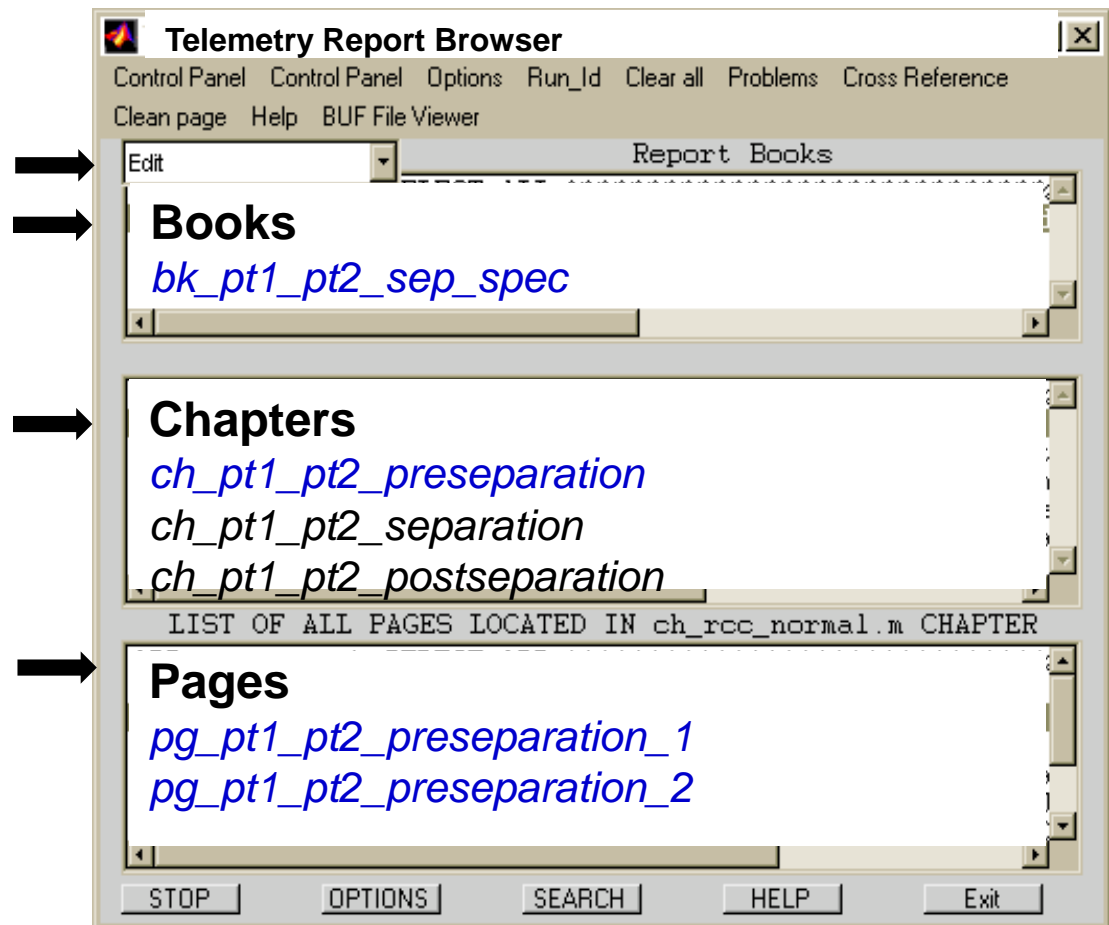 Telemetry Report Browser
Control Panel Control Panel Options Run_Id Clear all Problems Cross Reference
Clean page Help BUF File Viewer
Edit
Report Books
Books
bk_pt1_pt2_sep_spec
Chapters
ch_pt1_pt2_preseparation
ch_pt1_pt2_separation
ch_pt1_pt2_postseparation
LIST OF ALL PAGES LOCATED IN ch_rcc_normal.m CHAPTER
Pages
pg_pt1_pt2_preseparation_1
pg_pt1_pt2_preseparation_2
STOP OPTIONS SEARCH HELP Exit